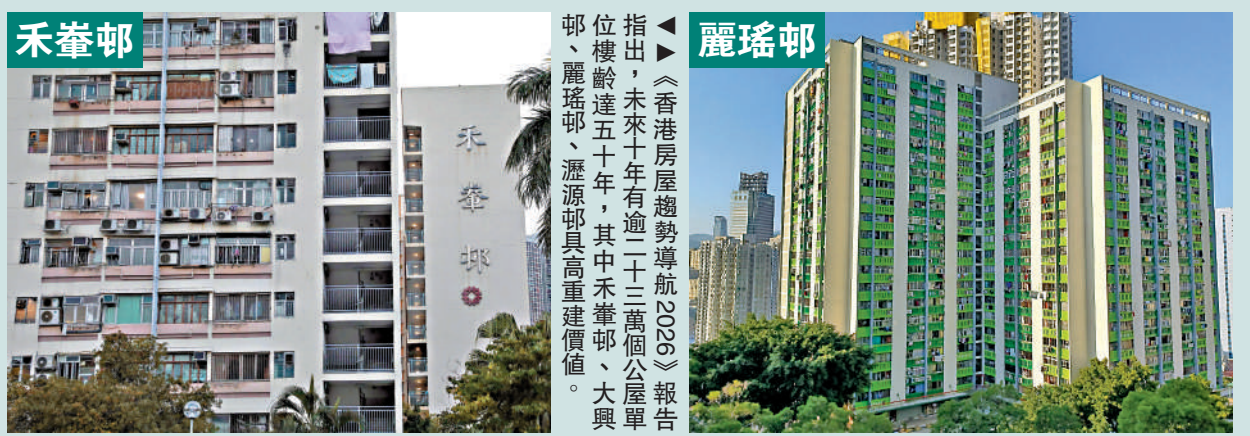 禾輋邨
禾輋邨
◀▶《香港房屋趨勢導航2026》報告
指出，未來十年有逾二十三萬個公屋單
位樓齡達五十年，其中禾輋邨、大興
邨、麗瑤邨、瀝源邨具高重建價值。
麗瑤邨